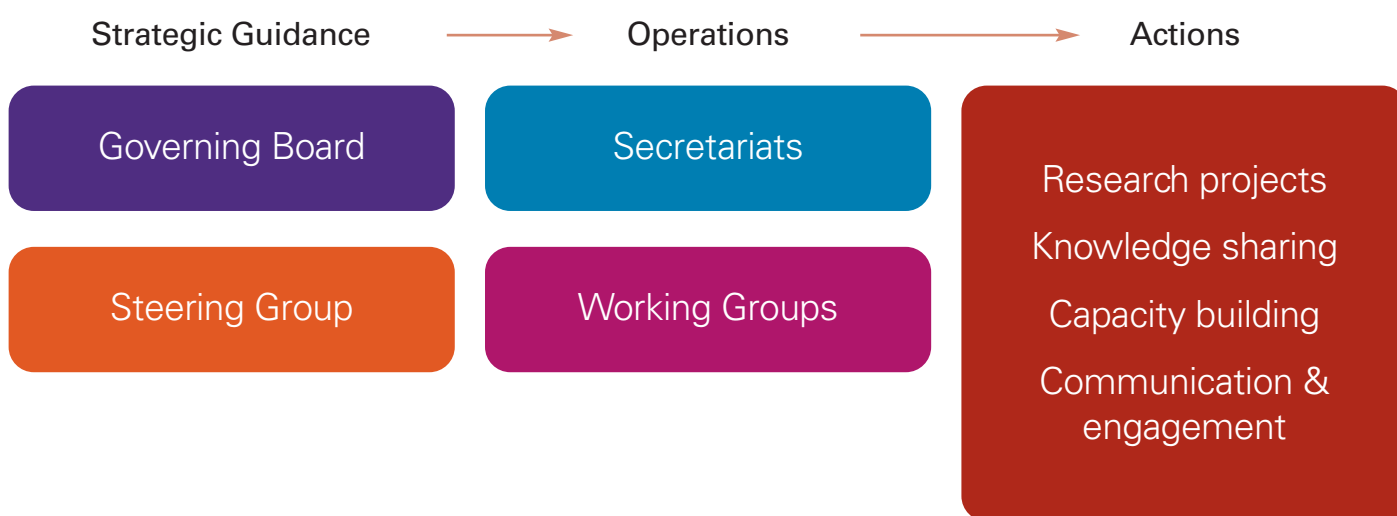 Strategic Guidance
Operations
Actions
Governing Board
Secretariats
Steering Group
Working Groups
Research projects
Knowledge sharing
Capacity building
Communication &
engagement